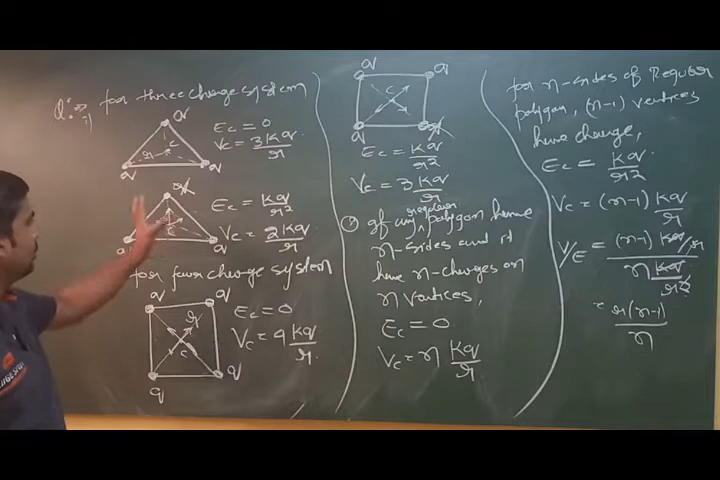 Q:⇒ 1) for three charge system
q
r
c
q
q
Ec = 0
Vc = 3Kq/r
c
q
q
Ec = Kq/r²
Vc = 2Kq/r
for four charge system
q
q
r
c
q
q
Ec = 0
Vc = 4 Kq/r
q
q
c
q
Ec = Kq/r²
Vc = 3 Kq/r
regular
If any polygon have
n-sides and it
have n-charges on
n vertices,
Ec = 0
Vc = n Kq/r
for n-sides of Regular
polygon, (n-1) vertices
have charge,
Ec = Kq/r²
Vc = (n-1) Kq/r
V/E = (n-1) Kq/r / n Kq/r²
= r(n-1)/n